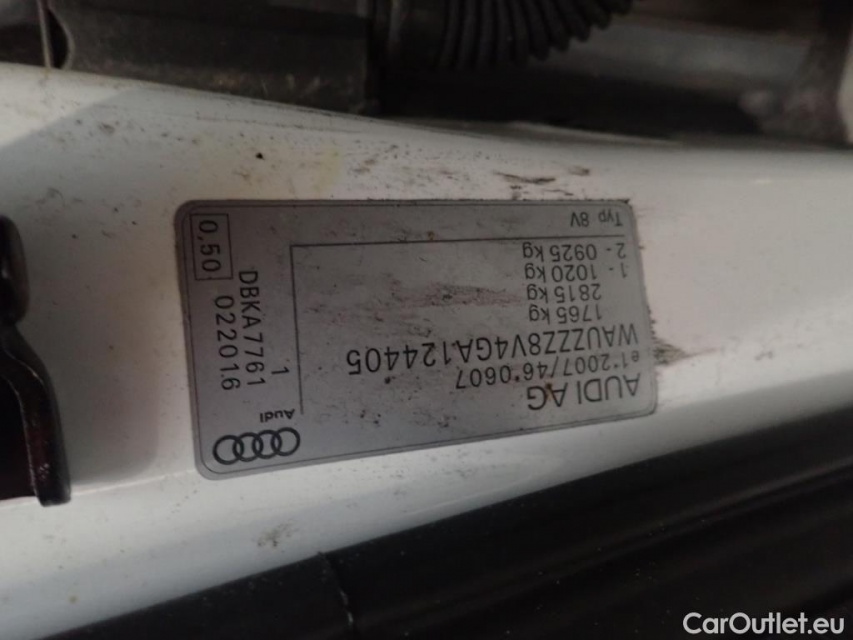 AUDI AG
e1*2007/46*0607
WAUZZZ8V4GA124405
1765 kg
2815 kg
1 - 1020 kg
2 - 0925 kg
Typ 8V
Audi
1
DBKA7761
022016
0,50
CarOutlet.eu